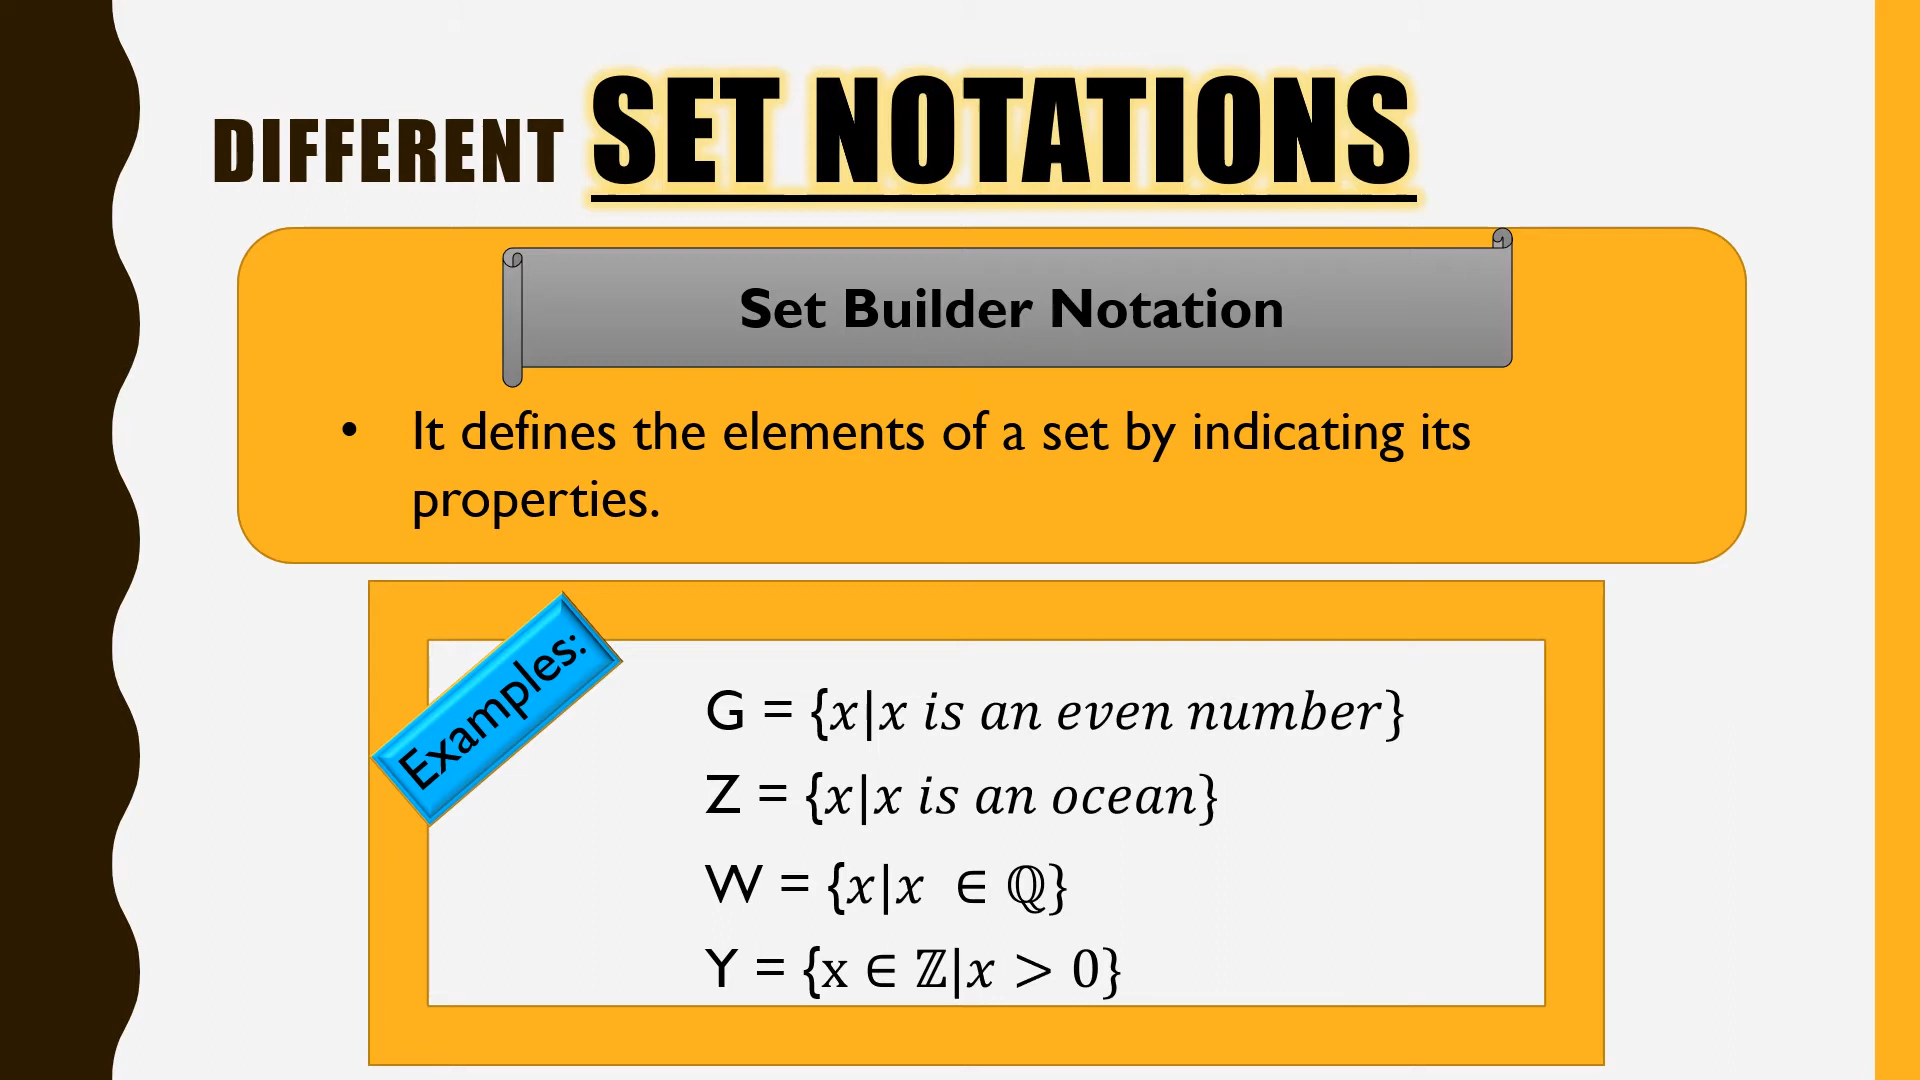 DIFFERENT SET NOTATIONS
Set Builder Notation
• It defines the elements of a set by indicating its
properties.
Examples:
G = {x|x is an even number}
Z = {x|x is an ocean}
W = {x|x ∈ ℚ}
Y = {x ∈ ℤ|x > 0}